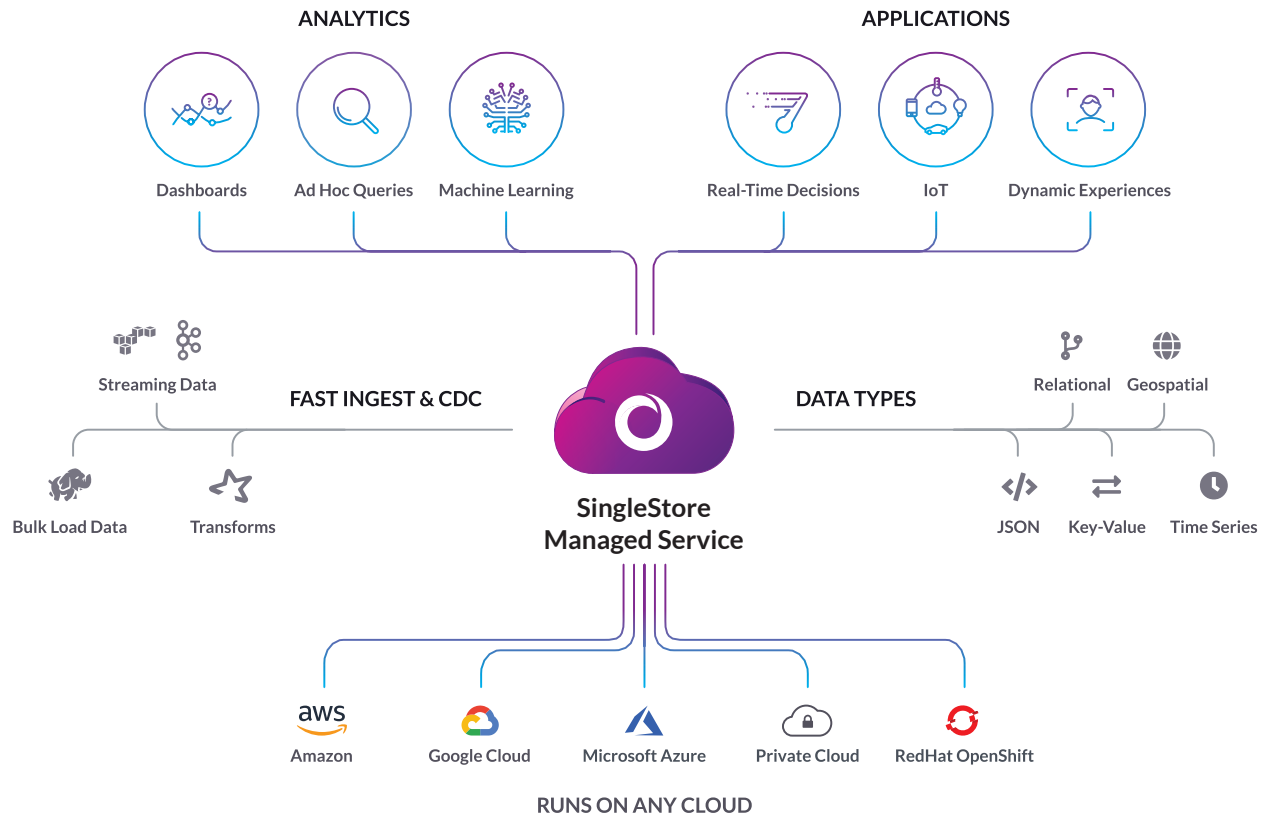 ANALYTICS
APPLICATIONS
?
Dashboards
Ad Hoc Queries
Machine Learning
Real-Time Decisions
IoT
Dynamic Experiences
Streaming Data
FAST INGEST & CDC
Bulk Load Data
Transforms
DATA TYPES
Relational
Geospatial
JSON
Key-Value
Time Series
SingleStore
Managed Service
aws
Amazon
Google Cloud
Microsoft Azure
Private Cloud
RedHat OpenShift
RUNS ON ANY CLOUD